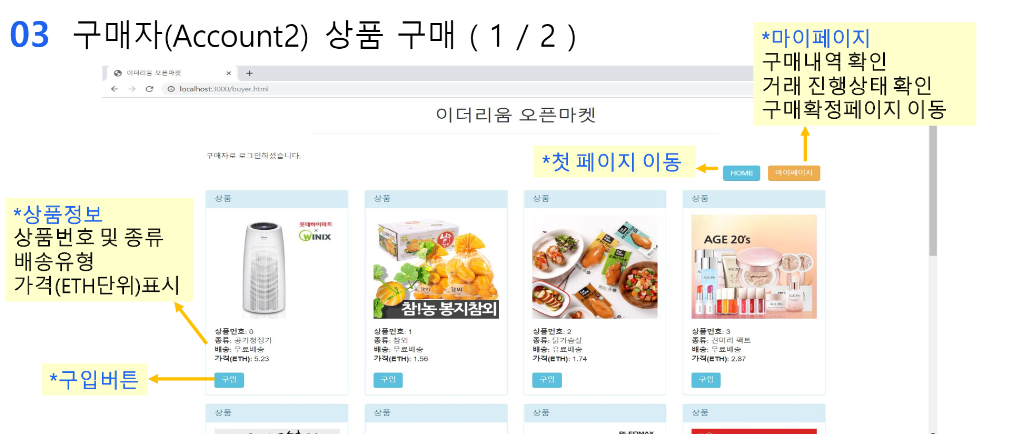 03 구매자(Account2) 상품 구매 ( 1 / 2 )
*마이페이지
구매내역 확인
거래 진행상태 확인
구매확정페이지 이동
이더리움 오픈마켓
localhost:3000/buyer.html
이더리움 오픈마켓
구매자로 로그인하셨습니다.
*첫 페이지 이동
HOME
마이페이지
*상품정보
상품번호 및 종류
배송유형
가격(ETH단위)표시
*구입버튼
상품
롯데하이마트
×
WINIX
상품번호: 0
종류: 공기청정기
배송: 무료배송
가격(ETH): 5.23
구입
상품
참!농 봉지참외
상품번호: 1
종류: 참외
배송: 무료배송
가격(ETH): 1.56
구입
상품
상품번호: 2
종류: 닭가슴살
배송: 유료배송
가격(ETH): 1.74
구입
상품
AGE 20's
상품번호: 3
종류: 견미리 팩트
배송: 무료배송
가격(ETH): 2.87
구입
상품
상품
상품
상품